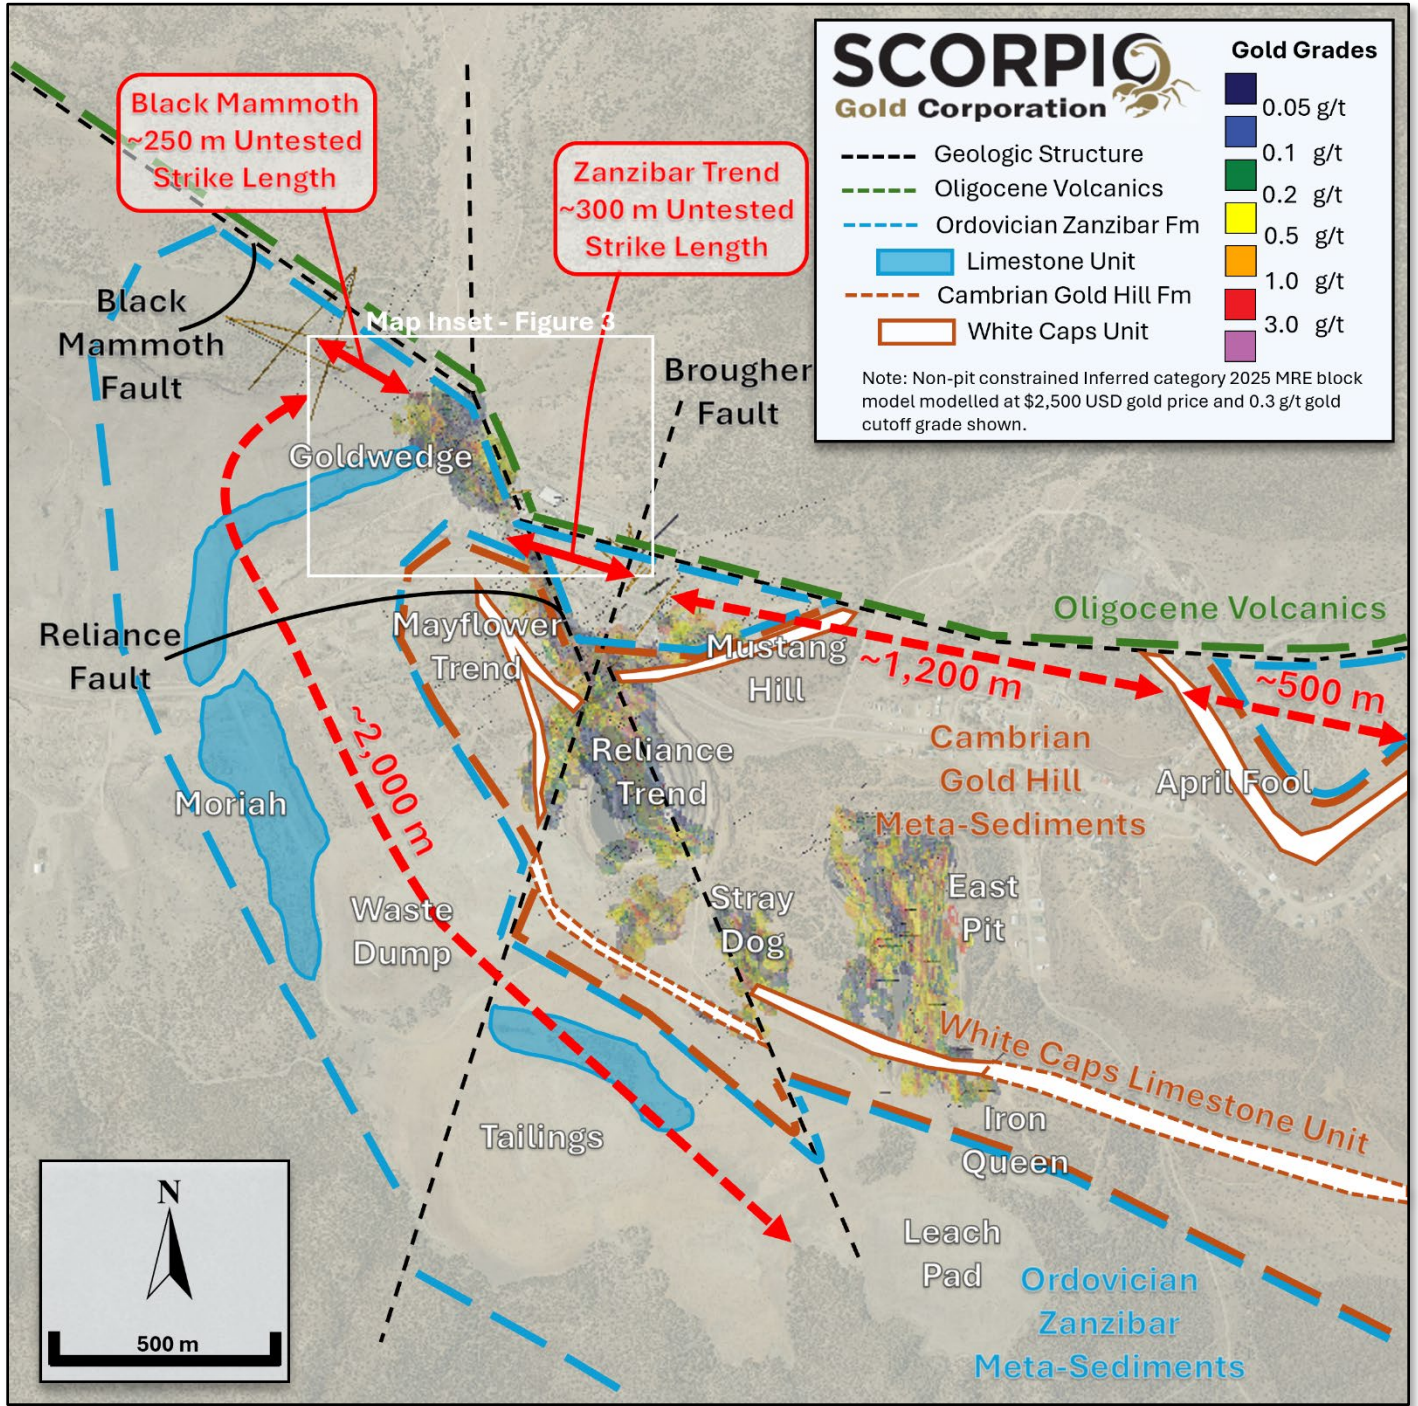 SCORPIO
Gold Corporation
Geologic Structure
Oligocene Volcanics
Ordovician Zanzibar Fm
Limestone Unit
Cambrian Gold Hill Fm
White Caps Unit
Gold Grades
0.05 g/t
0.1 g/t
0.2 g/t
0.5 g/t
1.0 g/t
3.0 g/t
Note: Non-pit constrained Inferred category 2025 MRE block
model modelled at $2,500 USD gold price and 0.3 g/t gold
cutoff grade shown.
Black Mammoth
~250 m Untested
Strike Length
Zanzibar Trend
~300 m Untested
Strike Length
Black
Mammoth
Fault
Map Inset - Figure 3
Brougher
Fault
Goldwedge
Reliance
Fault
Mayflower
Trend
Mustang
Hill
Oligocene Volcanics
~1,200 m
~500 m
~2,000 m
Reliance
Trend
Cambrian
Gold Hill
Meta-Sediments
April Fool
Moriah
Waste
Dump
Stray
Dog
East
Pit
White Caps Limestone Unit
Tailings
Iron
Queen
Leach
Pad
Ordovician
Zanzibar
Meta-Sediments
N
500 m